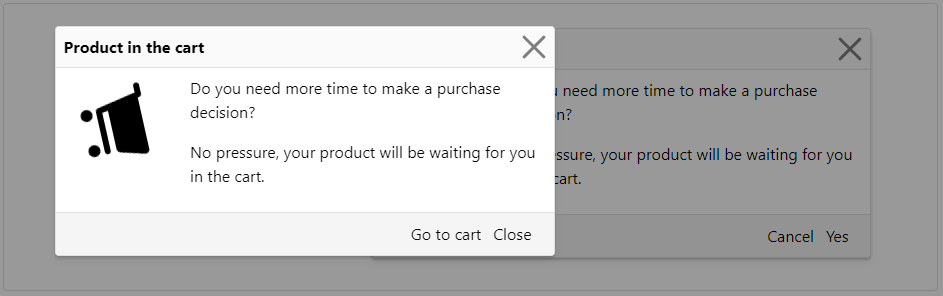 Product in the cart
Do you need more time to make a purchase
decision?
No pressure, your product will be waiting for you
in the cart.
Go to cart Close
need more time to make a purchase
n?
ssure, your product will be waiting for you
cart.
Cancel Yes